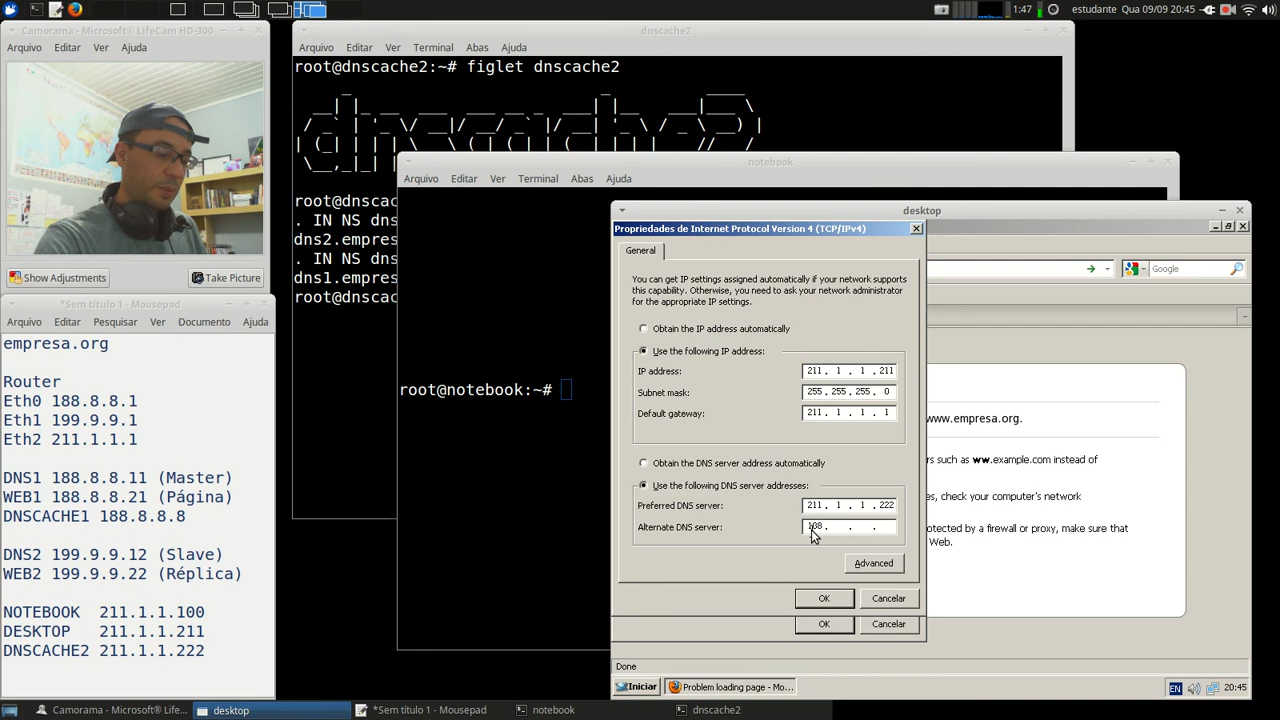 1:47
estudante
Qua 09/09 20:45
Camorama - Microsoft® LifeCam HD-300
Arquivo Editar Ver Ajuda
Show Adjustments
Take Picture
*Sem título 1 - Mousepad
Arquivo Editar Pesquisar Ver Documento Ajuda
empresa.org
Router
Eth0 188.8.8.1
Eth1 199.9.9.1
Eth2 211.1.1.1
DNS1 188.8.8.11 (Master)
WEB1 188.8.8.21 (Página)
DNSCACHE1 188.8.8.8
DNS2 199.9.9.12 (Slave)
WEB2 199.9.9.22 (Réplica)
NOTEBOOK 211.1.1.100
DESKTOP 211.1.1.211
DNSCACHE2 211.1.1.222
dnscache2
Arquivo Editar Ver Terminal Abas Ajuda
root@dnscache2:~# figlet dnscache2
dnscache2
root@dnsc
. IN NS dns
dns2.empres
. IN NS dns
dns1.empres
root@dnsca
notebook
Arquivo Editar Ver Terminal Abas Ajuda
root@notebook:~#
desktop
Google
www.empresa.org.
rs such as ww.example.com instead of
es, check your computer's network
otected by a firewall or proxy, make sure that
Web.
Propriedades de Internet Protocol Version 4 (TCP/IPv4)
General
You can get IP settings assigned automatically if your network supports
this capability. Otherwise, you need to ask your network administrator
for the appropriate IP settings.
Obtain the IP address automatically
Use the following IP address:
IP address: 211. 1 . 1 .211
Subnet mask: 255. 255. 255. 0
Default gateway: 211. 1 . 1 . 1
Obtain the DNS server address automatically
Use the following DNS server addresses:
Preferred DNS server: 211. 1 . 1 .222
Alternate DNS server:
Advanced
OK Cancelar
OK Cancelar
Done
Iniciar
Problem loading page - Mo...
EN
20:45
Camorama - Microsoft® LifeC...
desktop
*Sem título 1 - Mousepad
notebook
dnscache2